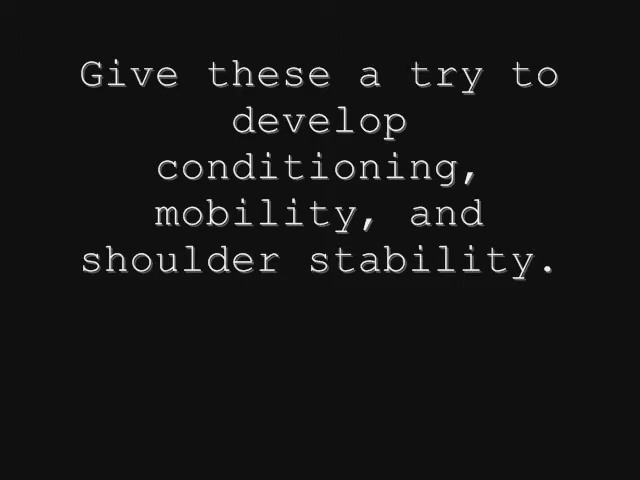 Give these a try to
develop
conditioning,
mobility, and
shoulder stability.